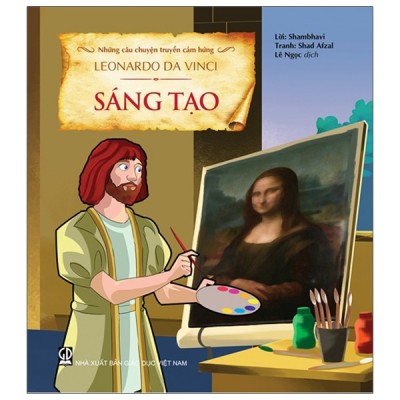 Những câu chuyện truyền cảm hứng
LEONARDO DA VINCI
SÁNG TẠO
Lời: Shambhavi
Tranh: Shad Afzal
Lê Ngọc dịch
GD
NHÀ XUẤT BẢN GIÁO DỤC VIỆT NAM